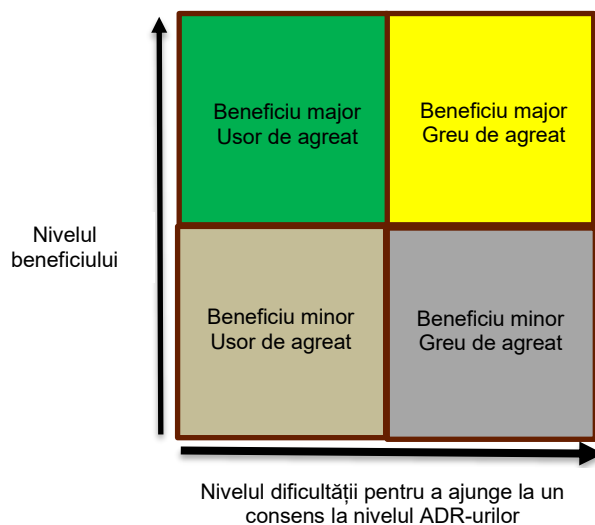 Beneficiu major
Usor de agreat
Beneficiu major
Greu de agreat
Nivelul
beneficiului
Beneficiu minor
Usor de agreat
Beneficiu minor
Greu de agreat
Nivelul dificultății pentru a ajunge la un
consens la nivelul ADR-urilor